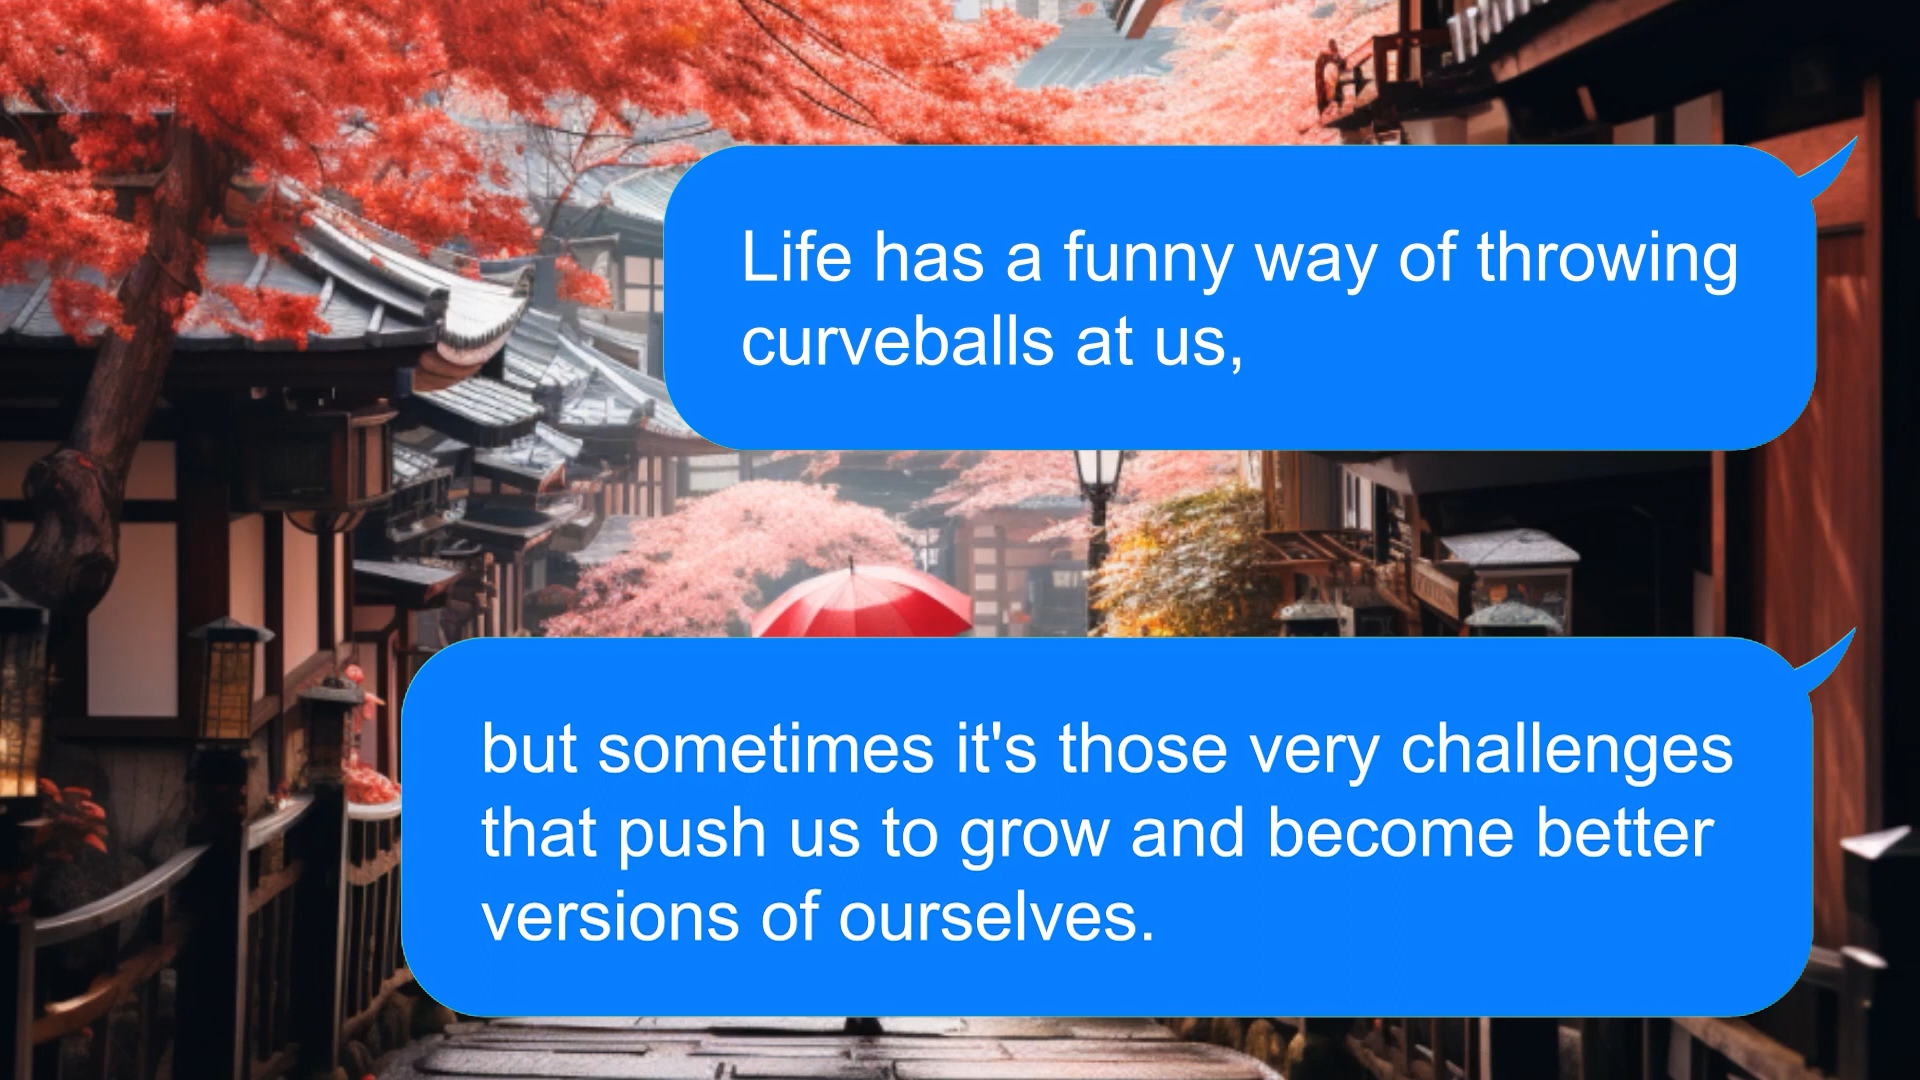 Life has a funny way of throwing
curveballs at us,
but sometimes it's those very challenges
that push us to grow and become better
versions of ourselves.